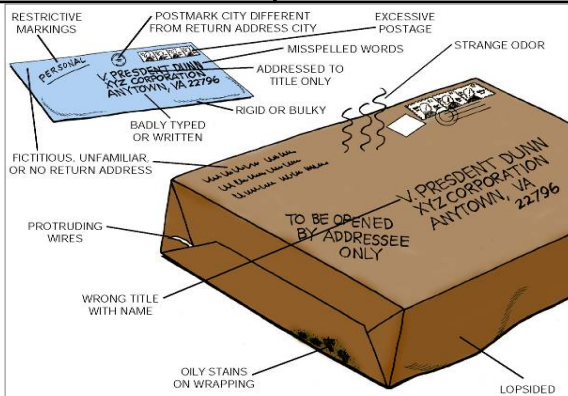 RESTRICTIVE
MARKINGS
POSTMARK CITY DIFFERENT
FROM RETURN ADDRESS CITY
EXCESSIVE
POSTAGE
MISSPELLED WORDS
STRANGE ODOR
ADDRESSED TO
TITLE ONLY
RIGID OR BULKY
BADLY TYPED
OR WRITTEN
FICTITIOUS, UNFAMILIAR,
OR NO RETURN ADDRESS
PERSONAL
V. PRESDENT DUNN
XYZ CORPORATION
ANYTOWN, VA 22796
V. PRESDENT DUNN
XYZ CORPORATION
ANYTOWN, VA
22796
TO BE OPENED
BY ADDRESSEE
ONLY
PROTRUDING
WIRES
WRONG TITLE
WITH NAME
OILY STAINS
ON WRAPPING
LOPSIDED